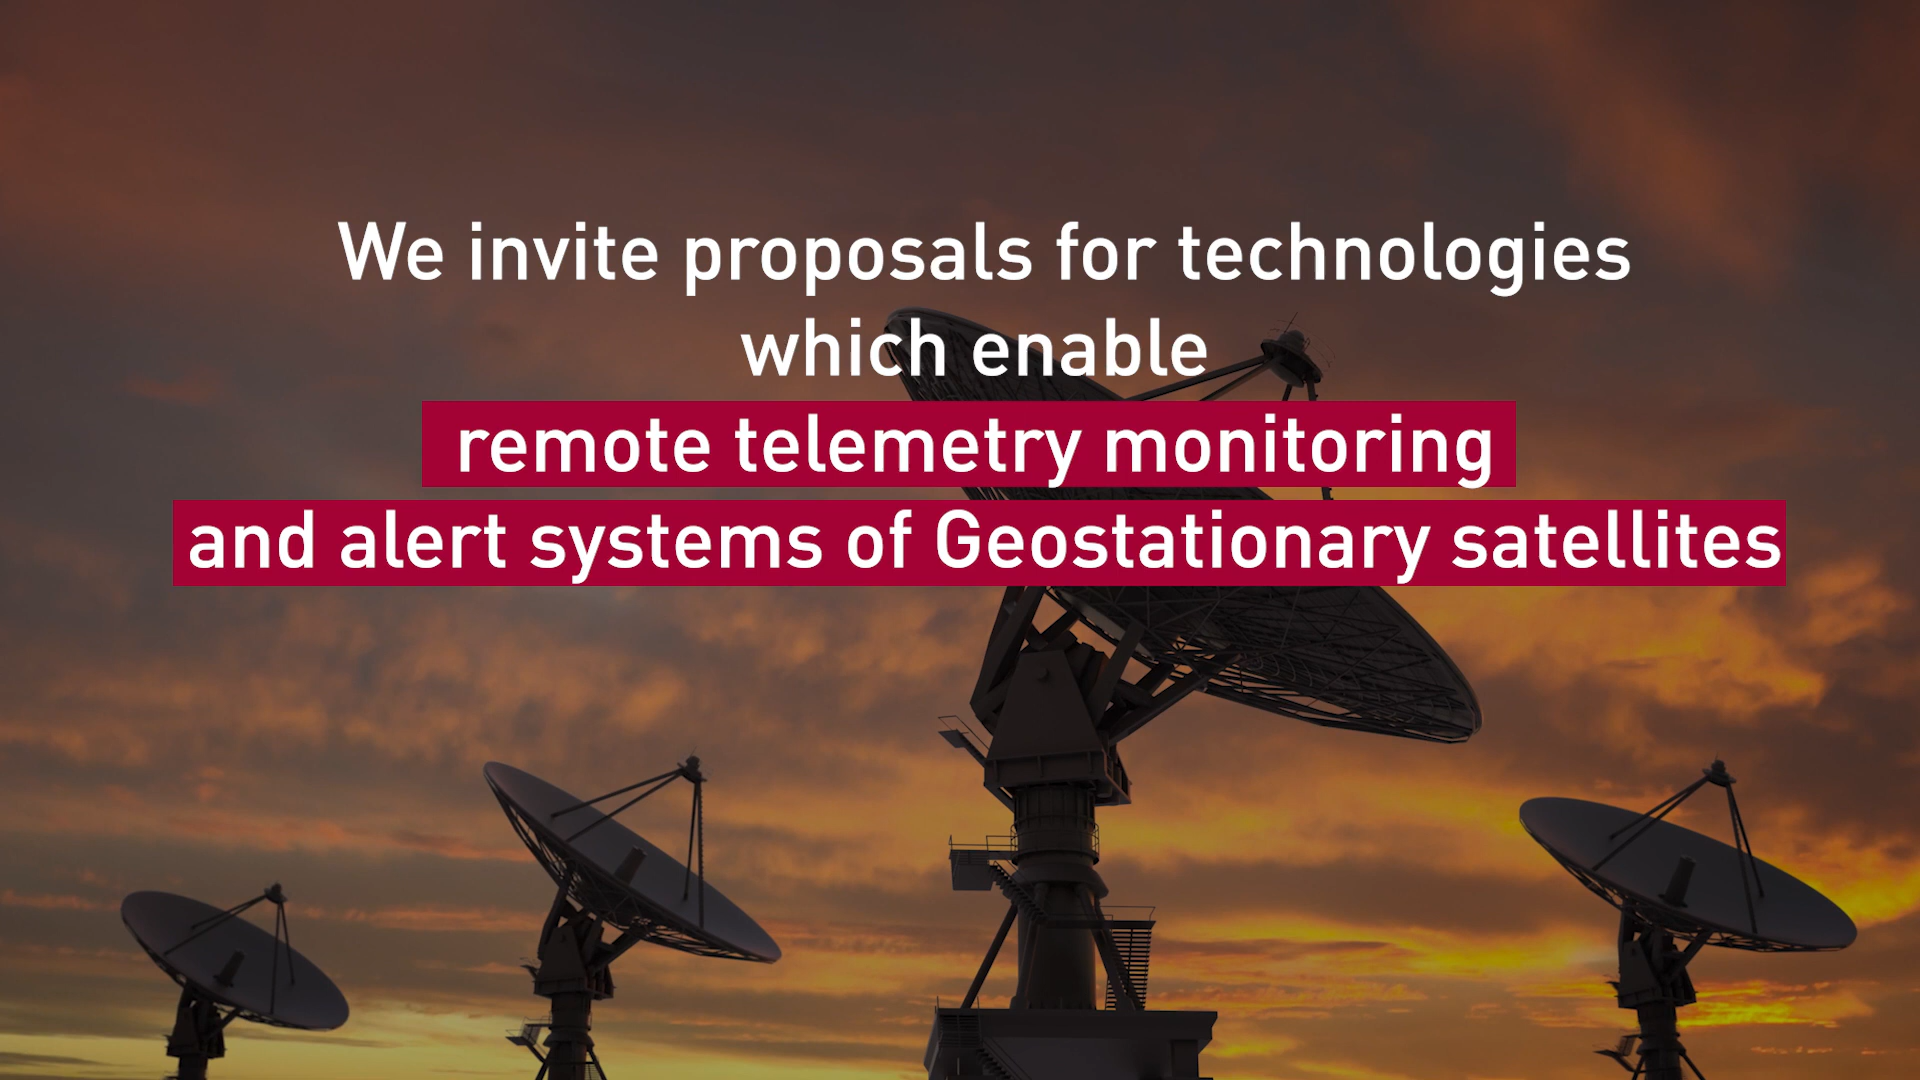 We invite proposals for technologies
which enable
remote telemetry monitoring
and alert systems of Geostationary satellites